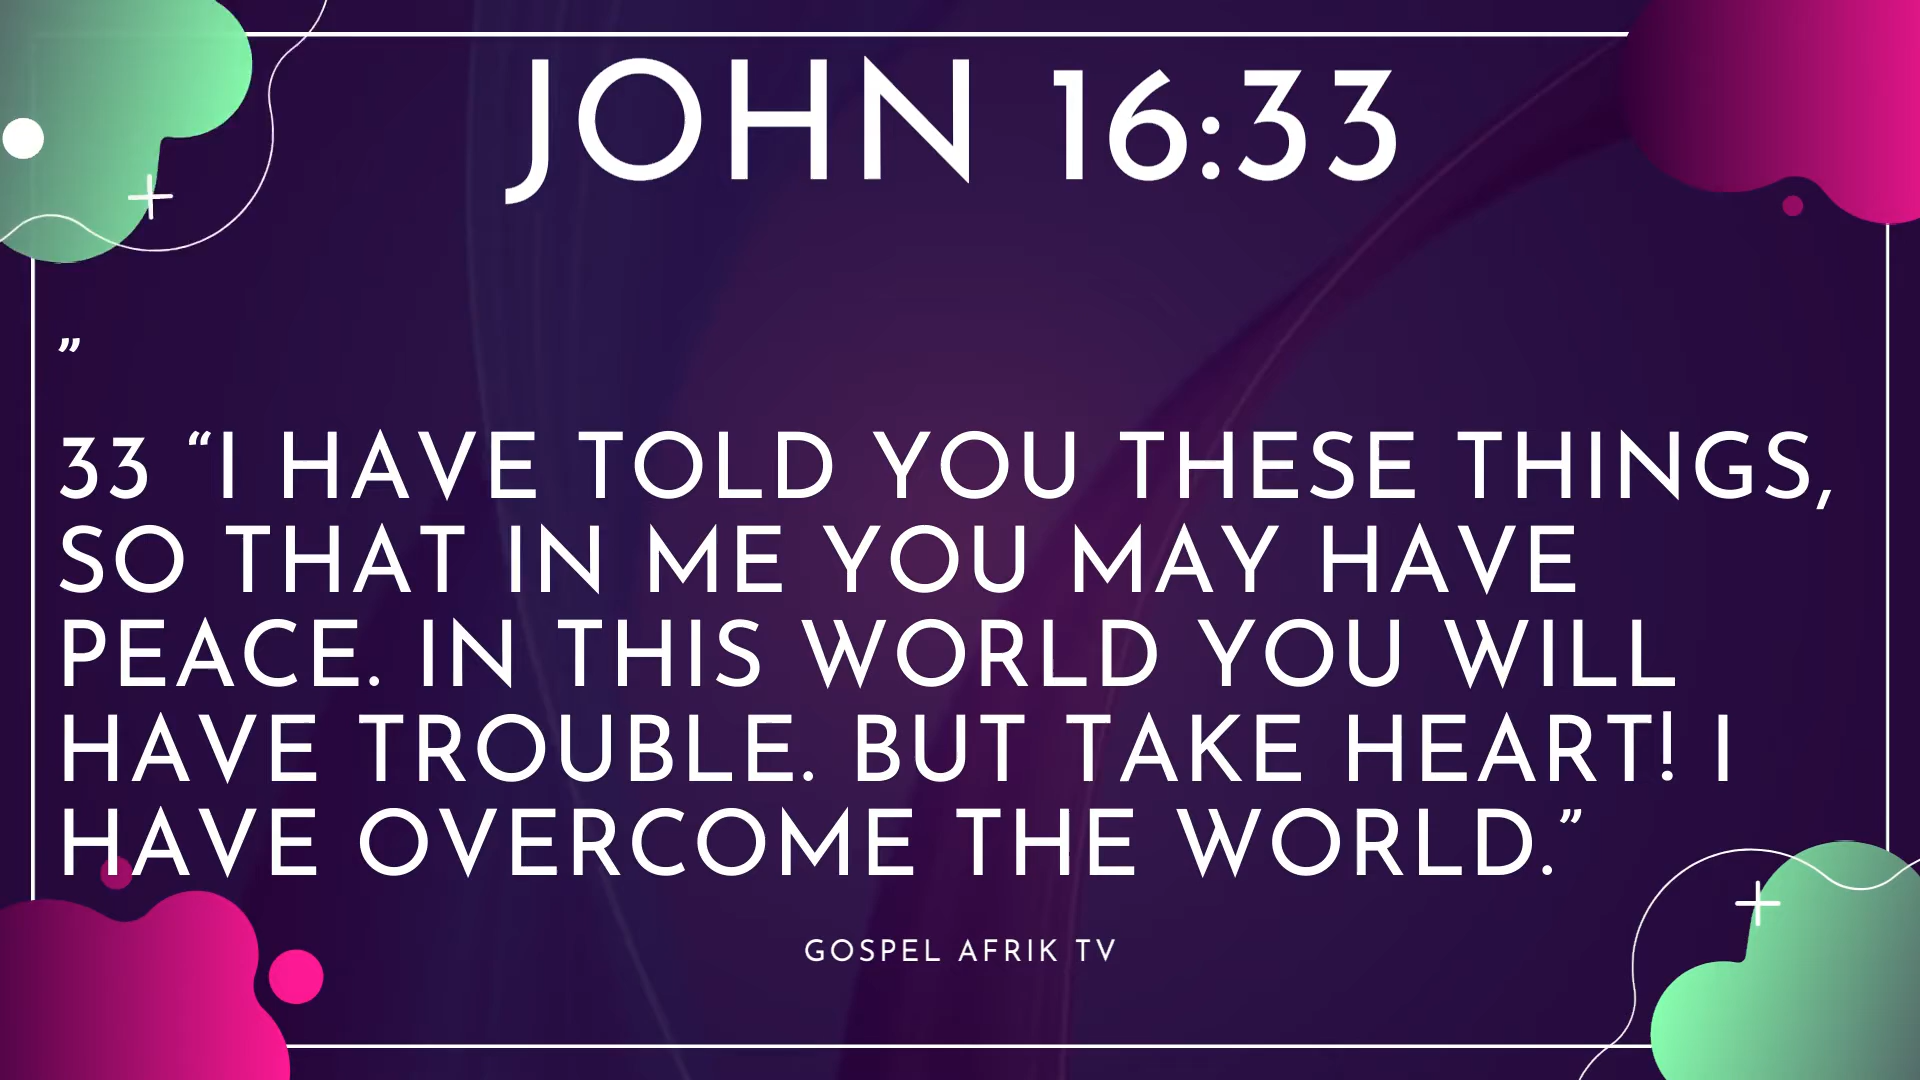 JOHN 16:33
”
33 “I HAVE TOLD YOU THESE THINGS,
SO THAT IN ME YOU MAY HAVE
PEACE. IN THIS WORLD YOU WILL
HAVE TROUBLE. BUT TAKE HEART! I
HAVE OVERCOME THE WORLD.”
GOSPEL AFRIK TV